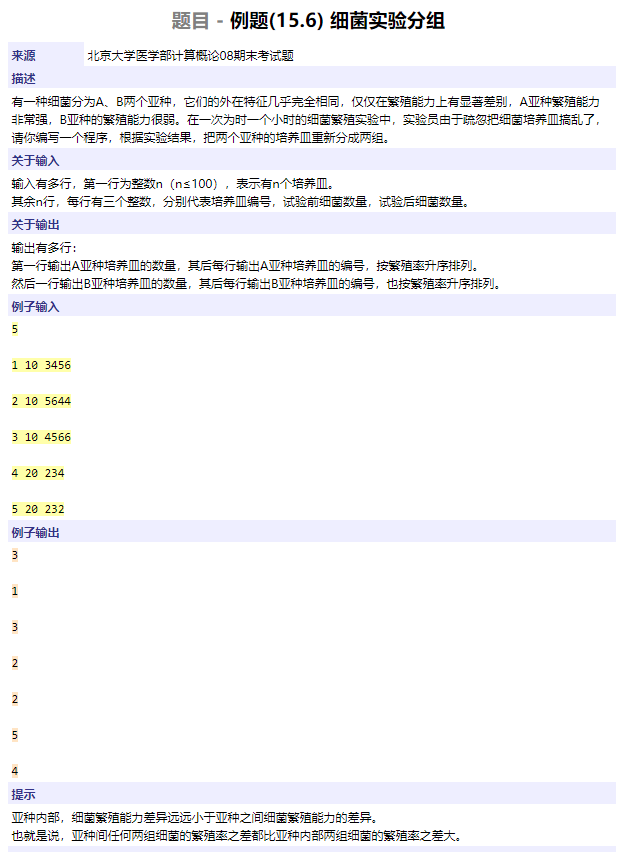 题目 - 例题(15.6) 细菌实验分组
来源 北京大学医学部计算概论08期末考试题
描述
有一种细菌分为A、B两个亚种，它们的外在特征几乎完全相同，仅仅在繁殖能力上有显著差别，A亚种繁殖能力
非常强，B亚种的繁殖能力很弱。在一次为时一个小时的细菌繁殖实验中，实验员由于疏忽把细菌培养皿搞乱了，
请你编写一个程序，根据实验结果，把两个亚种的培养皿重新分成两组。
关于输入
输入有多行，第一行为整数n（n≤100），表示有n个培养皿。
其余n行，每行有三个整数，分别代表培养皿编号，试验前细菌数量，试验后细菌数量。
关于输出
输出有多行：
第一行输出A亚种培养皿的数量，其后每行输出A亚种培养皿的编号，按繁殖率升序排列。
然后一行输出B亚种培养皿的数量，其后每行输出B亚种培养皿的编号，也按繁殖率升序排列。
例子输入
5
1 10 3456
2 10 5644
3 10 4566
4 20 234
5 20 232
例子输出
3
1
3
2
2
5
4
提示
亚种内部，细菌繁殖能力差异远远小于亚种之间细菌繁殖能力的差异。
也就是说，亚种间任何两组细菌的繁殖率之差都比亚种内部两组细菌的繁殖率之差大。